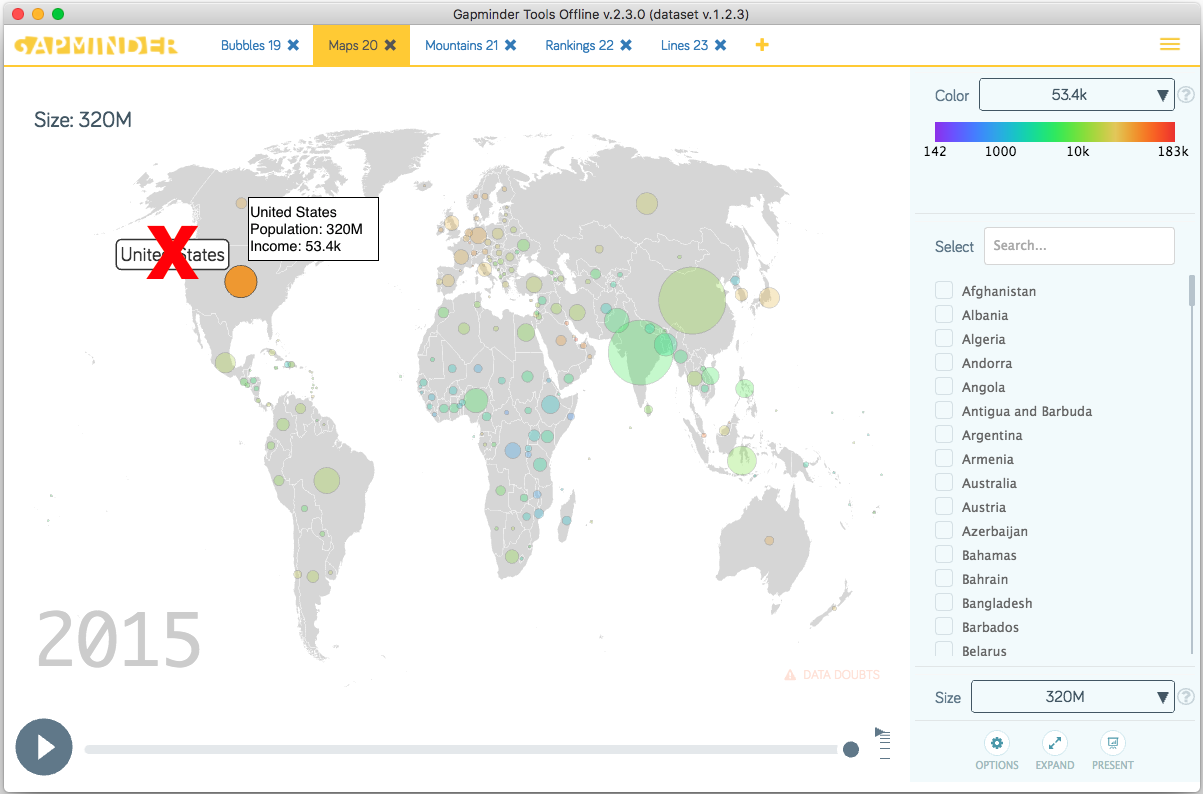 Gapminder Tools Offline v.2.3.0 (dataset v.1.2.3)
GAPMINDER
Bubbles 19 ✖
Maps 20 ✖
Mountains 21 ✖
Rankings 22 ✖
Lines 23 ✖
Size: 320M
United States
Population: 320M
Income: 53.4k
United States
2015
DATA DOUBTS
Color
53.4k
?
142
1000
10k
183k
Select
Search...
Afghanistan
Albania
Algeria
Andorra
Angola
Antigua and Barbuda
Argentina
Armenia
Australia
Austria
Azerbaijan
Bahamas
Bahrain
Bangladesh
Barbados
Belarus
Size
320M
?
OPTIONS
EXPAND
PRESENT